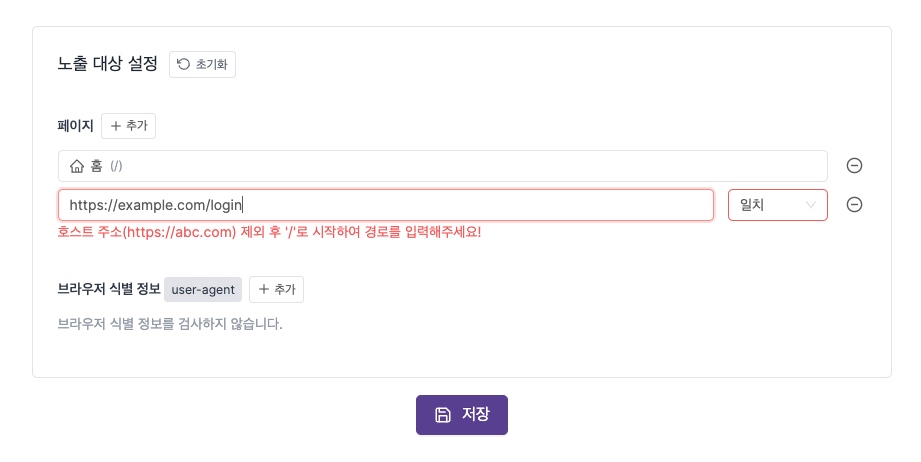 노출 대상 설정 초기화
페이지 + 추가
홈 (/)
https://example.com/login 일치
호스트 주소(https://abc.com) 제외 후 '/'로 시작하여 경로를 입력해주세요!
브라우저 식별 정보 user-agent + 추가
브라우저 식별 정보를 검사하지 않습니다.
저장